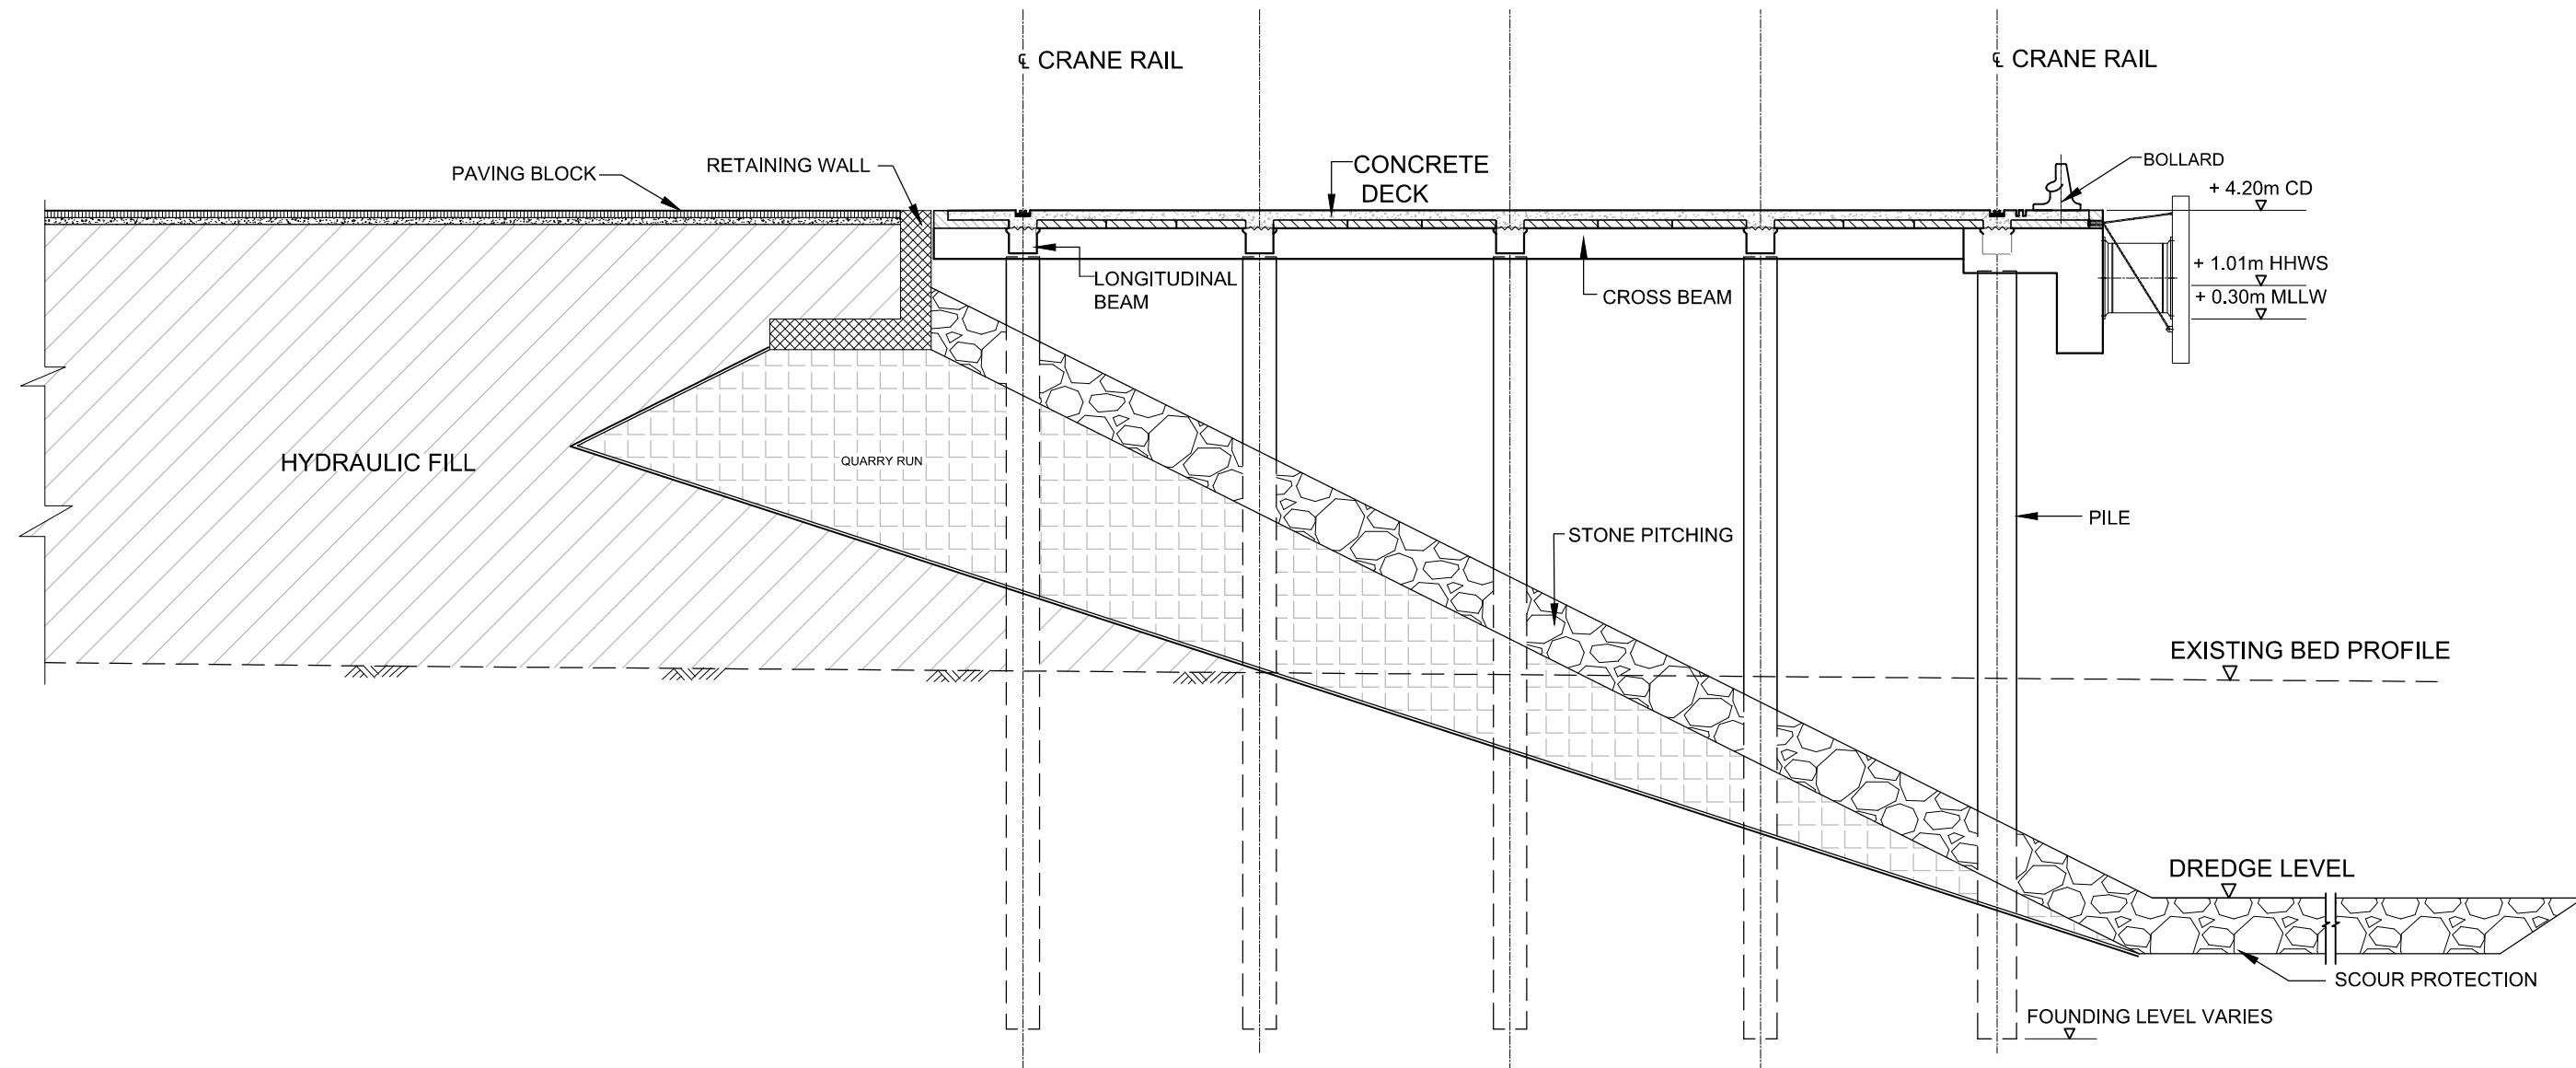 ℄ CRANE RAIL
℄ CRANE RAIL
PAVING BLOCK
RETAINING WALL
CONCRETE
DECK
BOLLARD
+ 4.20m CD
+ 1.01m HHWS
+ 0.30m MLLW
LONGITUDINAL
BEAM
CROSS BEAM
HYDRAULIC FILL
QUARRY RUN
STONE PITCHING
PILE
EXISTING BED PROFILE
DREDGE LEVEL
SCOUR PROTECTION
FOUNDING LEVEL VARIES